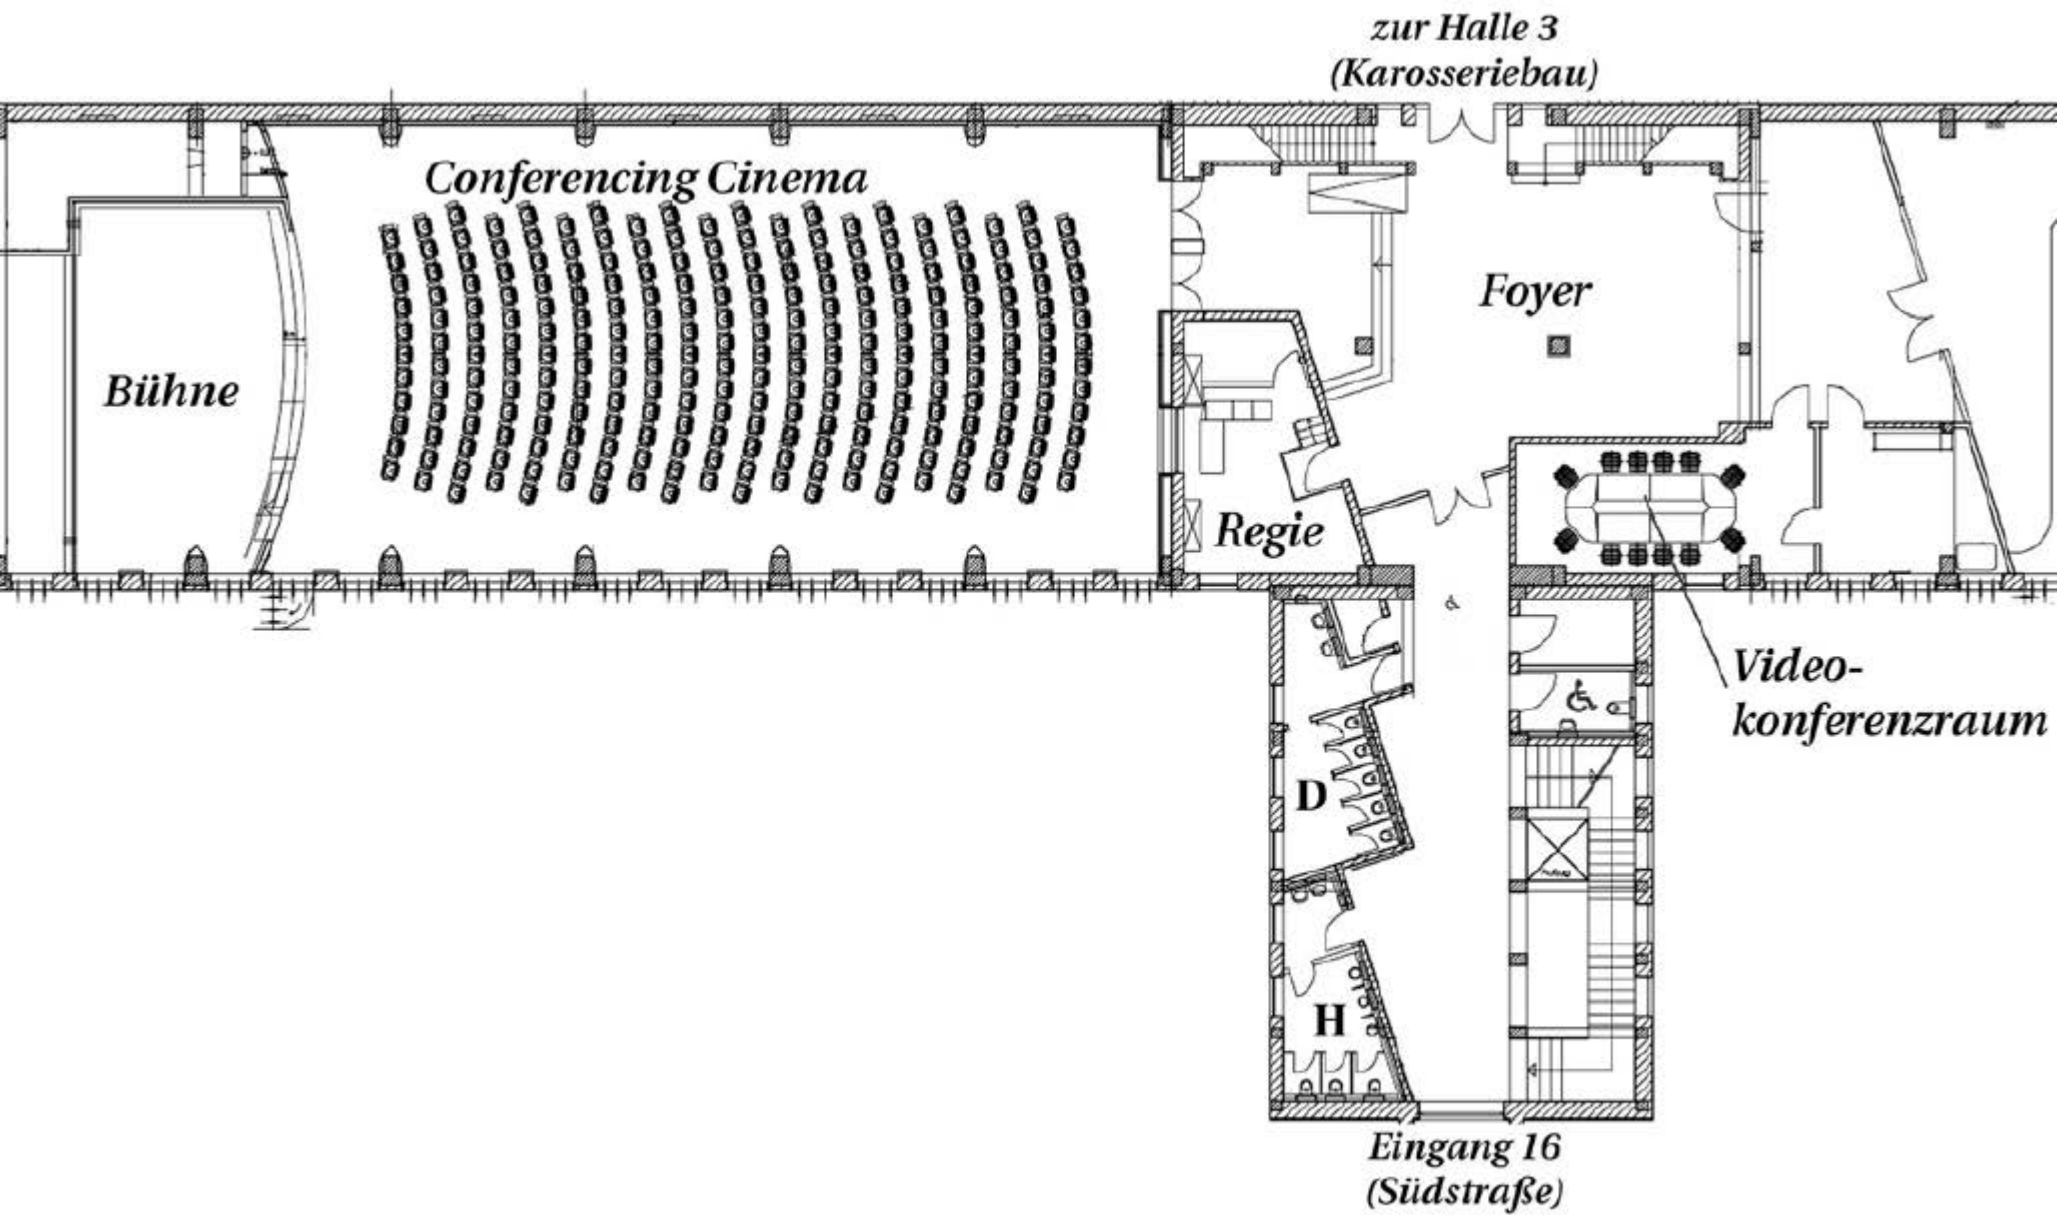 zur Halle 3
(Karosseriebau)
Conferencing Cinema
Foyer
Bühne
Regie
Video-
konferenzraum
D
H
Eingang 16
(Südstraße)